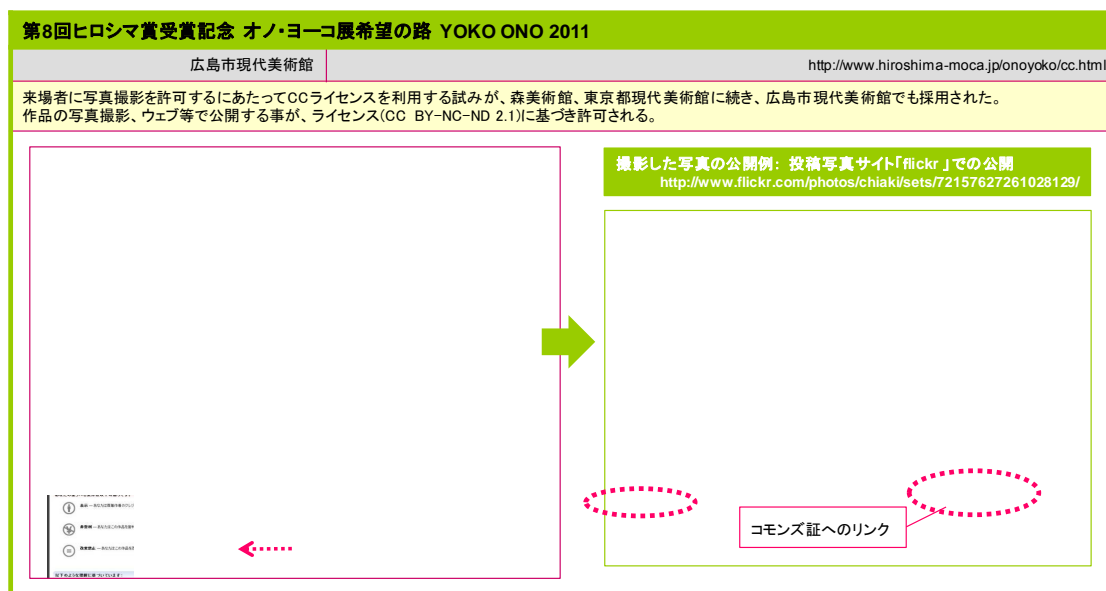 第8回ヒロシマ賞受賞記念 オノ・ヨーコ展希望の路 YOKO ONO 2011
広島市現代美術館
http://www.hiroshima-moca.jp/onoyoko/cc.html
来場者に写真撮影を許可するにあたってCCライセンスを利用する試みが、森美術館、東京都現代美術館に続き、広島市現代美術館でも採用された。
作品の写真撮影、ウェブ等で公開する事が、ライセンス(CC BY-NC-ND 2.1)に基づき許可される。
撮影した写真の公開例: 投稿写真サイト「flickr 」での公開
http://www.flickr.com/photos/chiaki/sets/72157627261028129/
コモンズ証へのリンク
表示
非営利
改変禁止